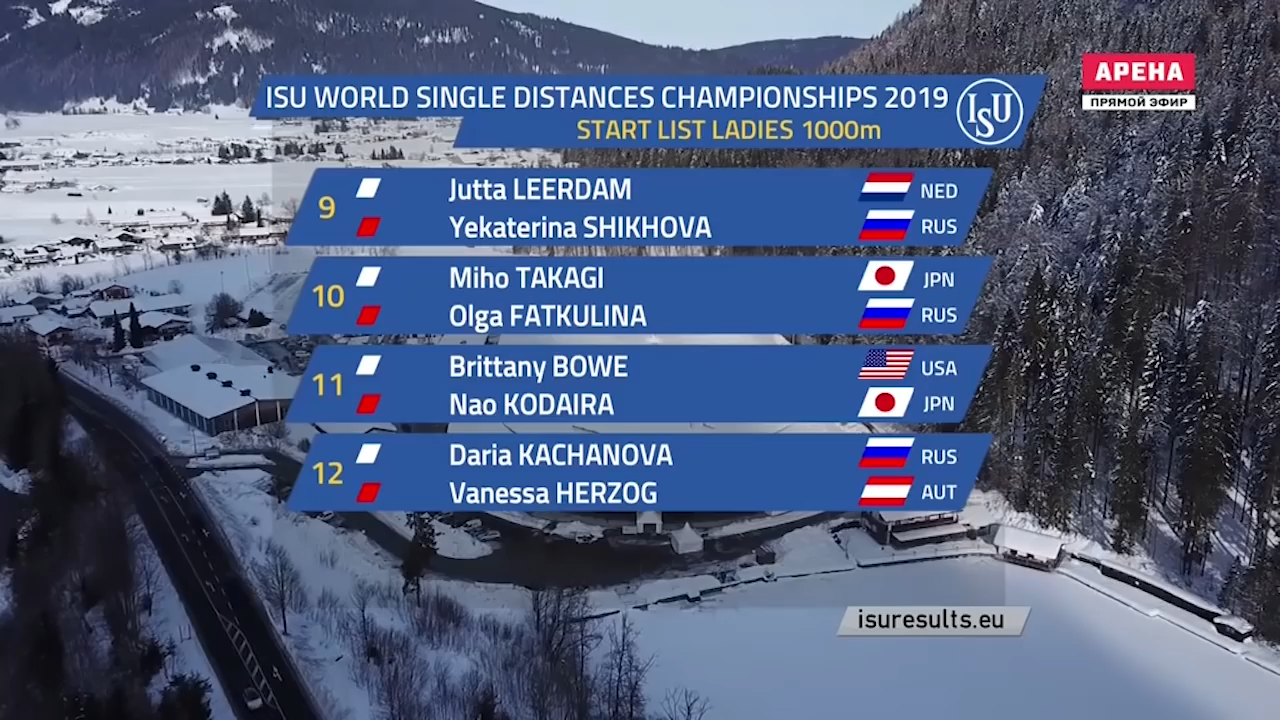 ISU WORLD SINGLE DISTANCES CHAMPIONSHIPS 2019
ISU
START LIST LADIES 1000m
АРЕНА
ПРЯМОЙ ЭФИР
9
Jutta LEERDAM NED
Yekaterina SHIKHOVA RUS
10
Miho TAKAGI JPN
Olga FATKULINA RUS
11
Brittany BOWE USA
Nao KODAIRA JPN
12
Daria KACHANOVA RUS
Vanessa HERZOG AUT
isuresults.eu